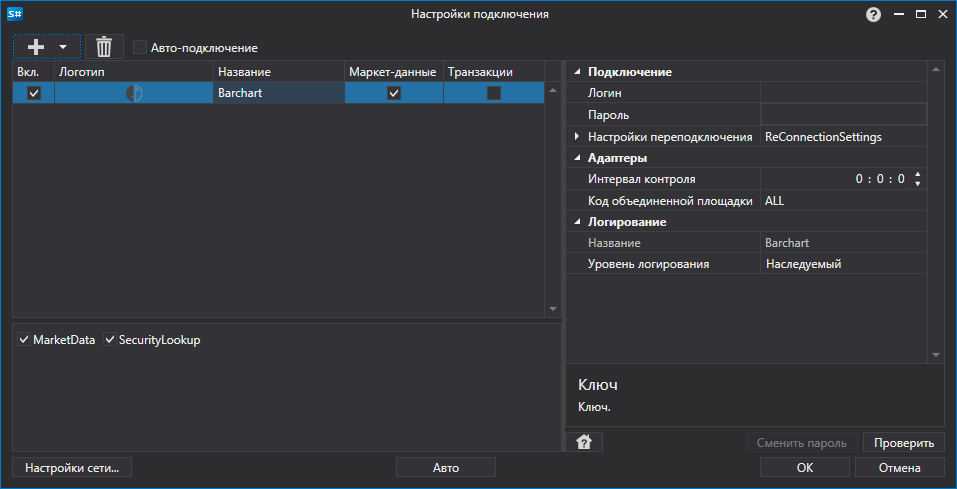 S# Настройки подключения ?
Авто-подключение
Вкл. Логотип Название Маркет-данные Транзакции
Barchart
MarketData SecurityLookup
Подключение
Логин
Пароль
Настройки переподключения ReConnectionSettings
Адаптеры
Интервал контроля 0 : 0 : 0
Код объединенной площадки ALL
Логирование
Название Barchart
Уровень логирования Наследуемый
Ключ
Ключ.
? Сменить пароль Проверить
Настройки сети... Авто OK Отмена